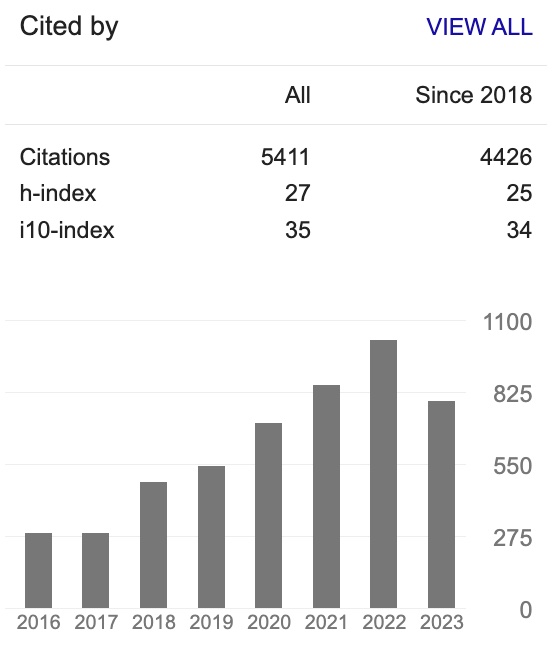 Cited by VIEW ALL
All Since 2018
Citations 5411 4426
h-index 27 25
i10-index 35 34
1100
825
550
275
0
2016 2017 2018 2019 2020 2021 2022 2023